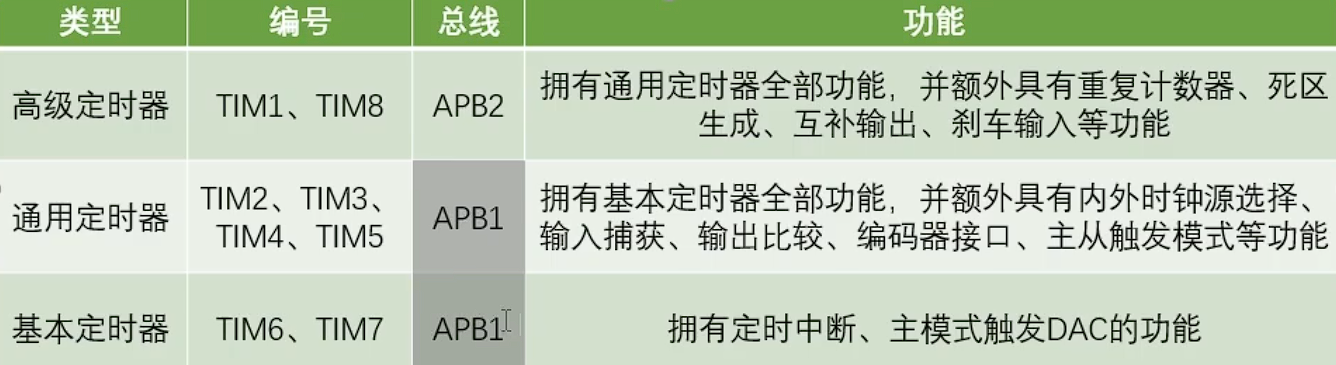 类型 编号 总线 功能
高级定时器 TIM1、TIM8 APB2 拥有通用定时器全部功能，并额外具有重复计数器、死区
生成、互补输出、刹车输入等功能
通用定时器 TIM2、TIM3、
TIM4、TIM5 APB1 拥有基本定时器全部功能，并额外具有内外时钟源选择、
输入捕获、输出比较、编码器接口、主从触发模式等功能
基本定时器 TIM6、TIM7 APB1 拥有定时中断、主模式触发DAC的功能